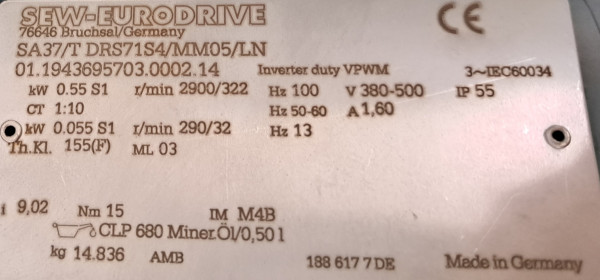 SEW-EURODRIVE
76646 Bruchsal/Germany
SA37/T DRS71S4/MM05/LN
01.1943695703.0002.14 Inverter duty VPWM 3~IEC60034
kW 0.55 S1 r/min 2900/322 Hz 100 V 380-500 IP 55
CT 1:10 Hz 50-60 A 1,60
kW 0.055 S1 r/min 290/32 Hz 13
Th.Kl. 155(F) ML 03
i 9,02 Nm 15 IM M4B
CLP 680 Miner.Öl/0,50 l
kg 14.836 AMB 188 617 7 DE Made in Germany
CE